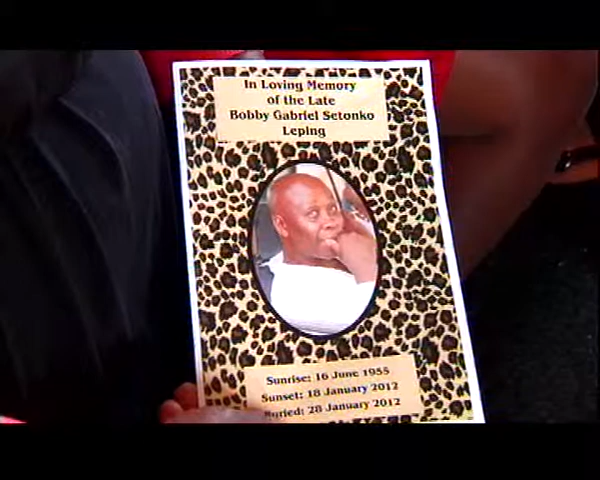 In Loving Memory
of the Late
Bobby Gabriel Setonko
Leping
Sunrise: 16 June 1955
Sunset: 18 January 2012
Buried: 28 January 2012